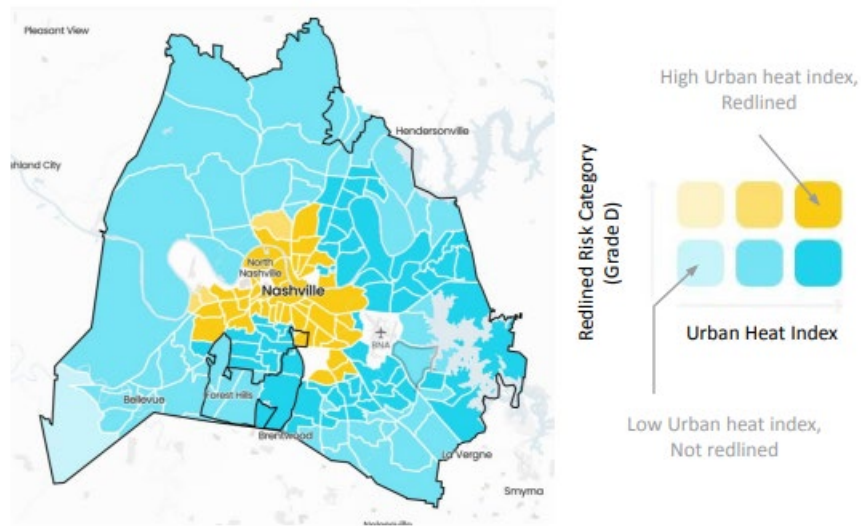 Pleasant View
Hendersonville
hland City
North
Nashville
Nashville
BNA
Bellevue
Forest Hills
Brentwood
La Vergne
Smyrna
High Urban heat index,
Redlined
Redlined Risk Category
(Grade D)
Urban Heat Index
Low Urban heat index,
Not redlined